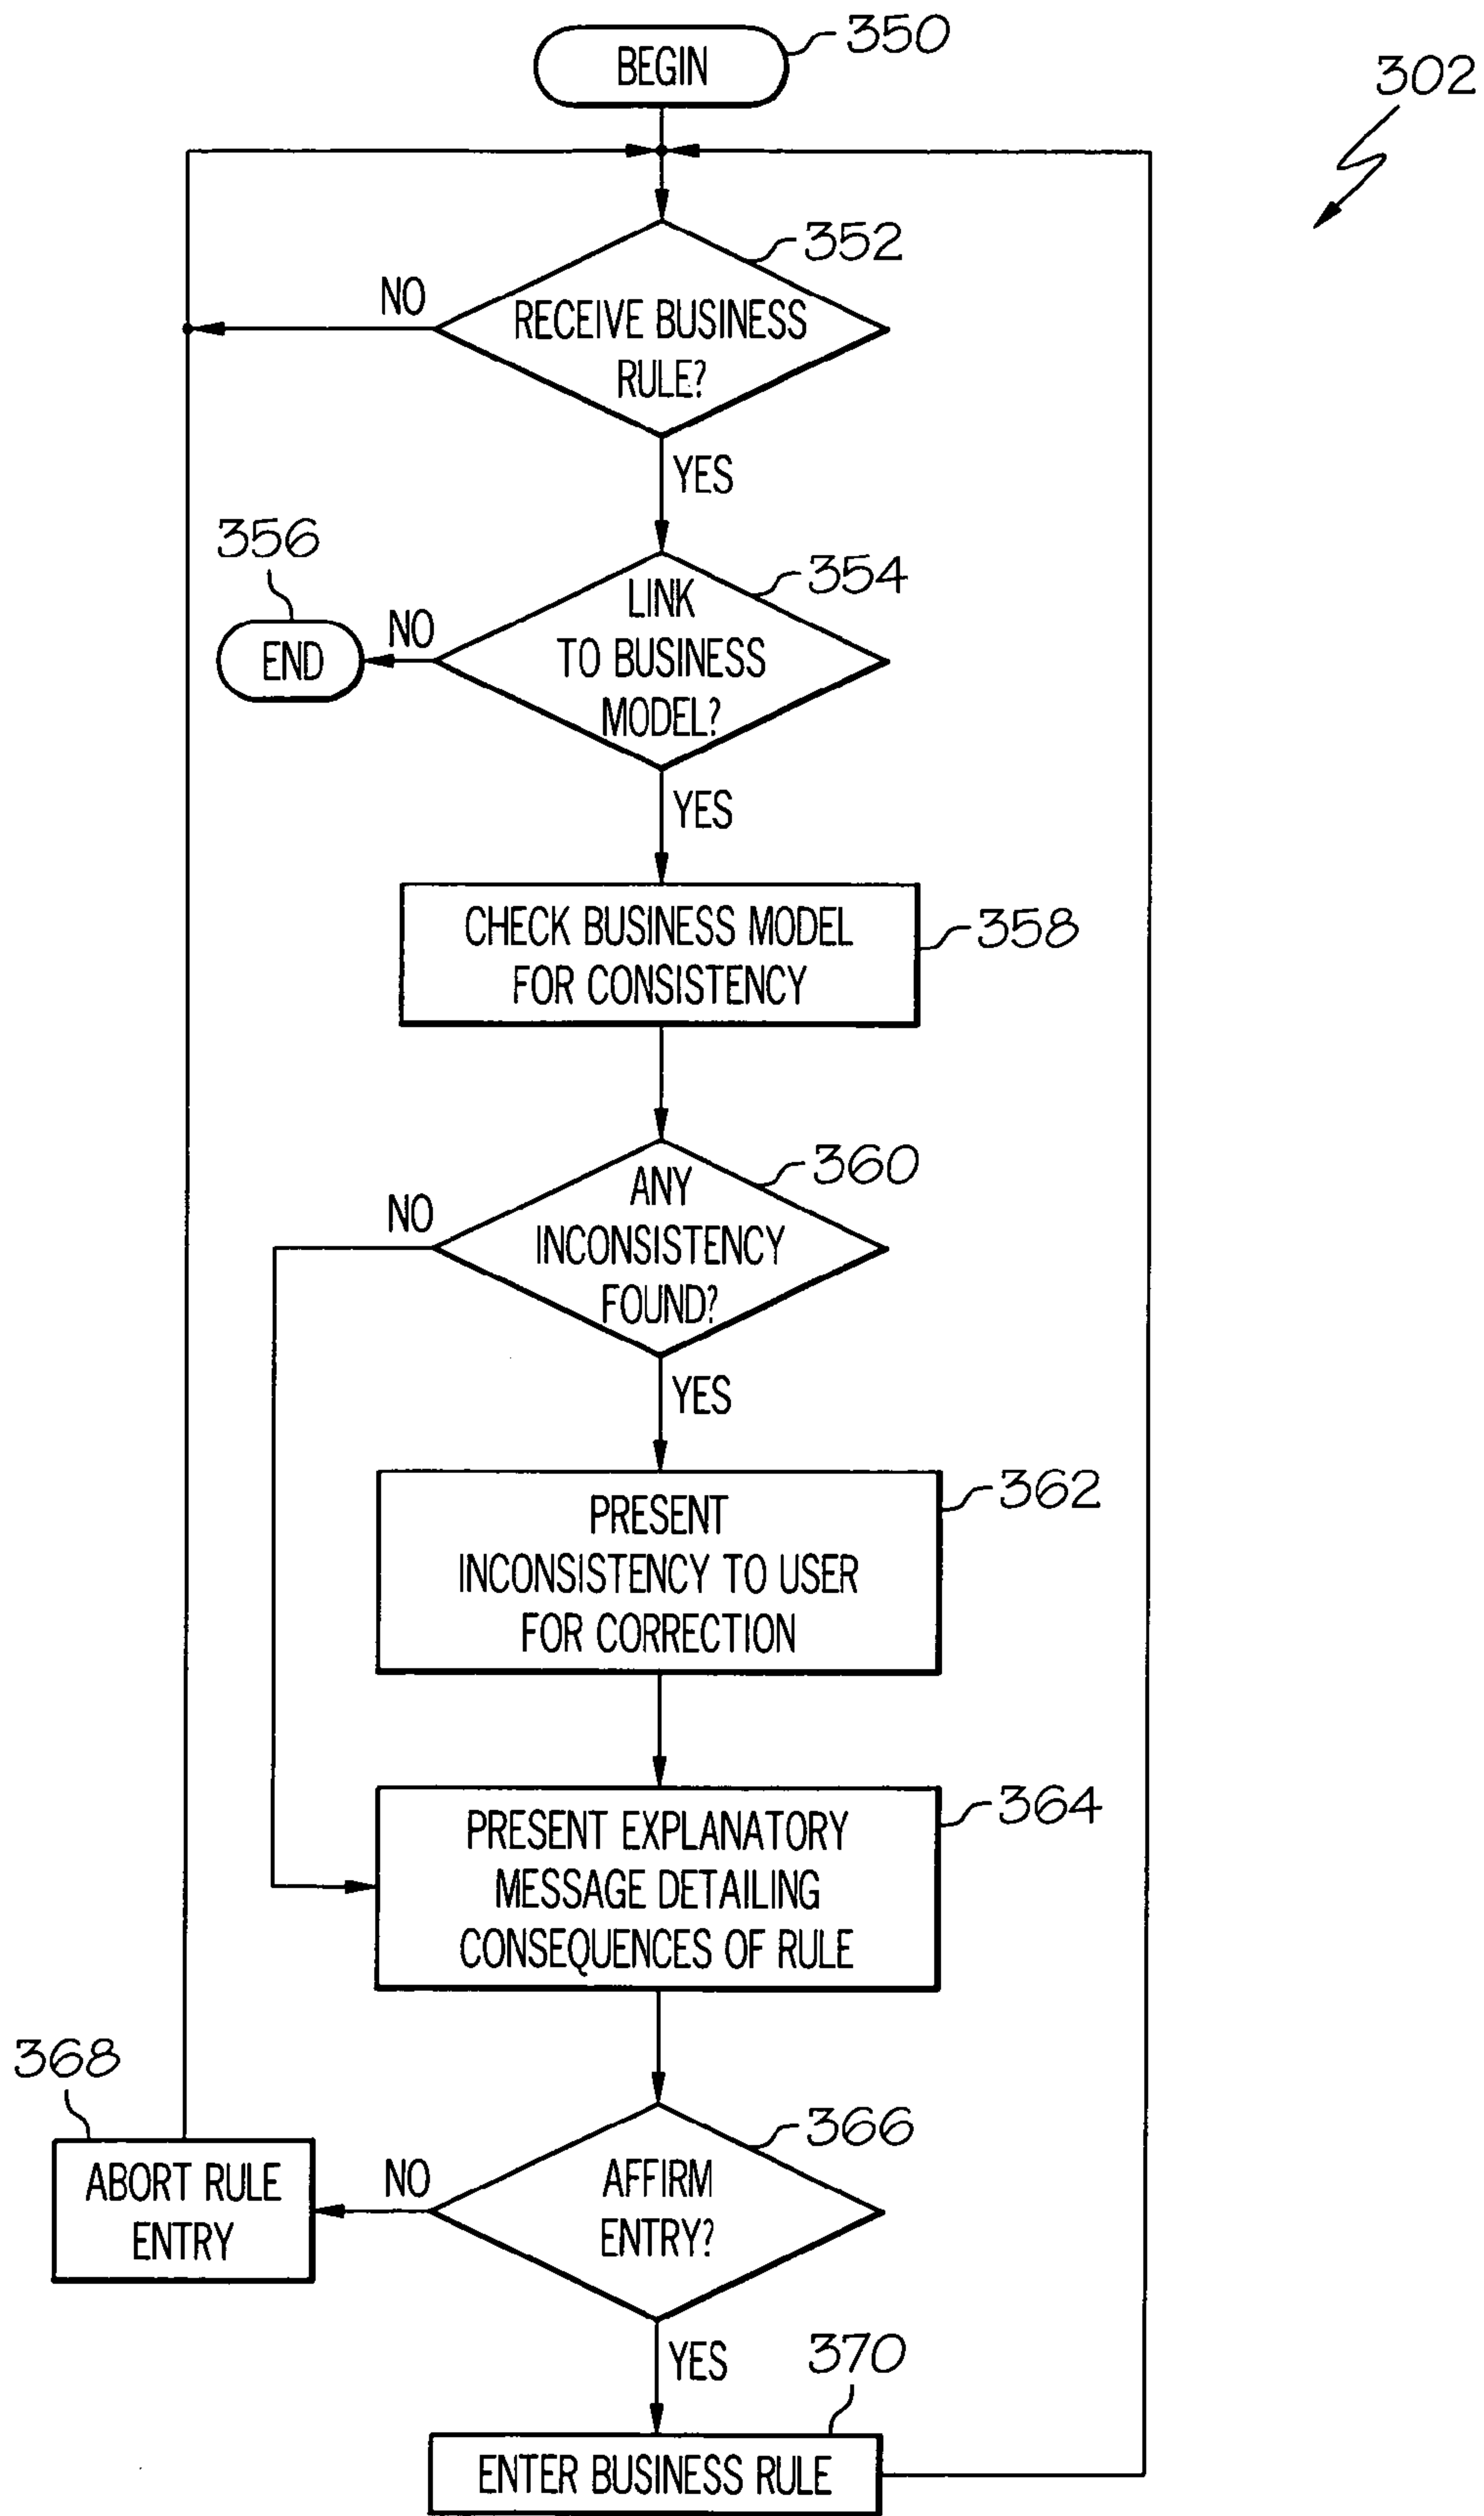 BEGIN
350
302
352
NO
RECEIVE BUSINESS
RULE?
YES
356
354
LINK
TO BUSINESS
MODEL?
NO
END
YES
CHECK BUSINESS MODEL
FOR CONSISTENCY
358
360
ANY
INCONSISTENCY
FOUND?
NO
YES
PRESENT
INCONSISTENCY TO USER
FOR CORRECTION
362
PRESENT EXPLANATORY
MESSAGE DETAILING
CONSEQUENCES OF RULE
364
368
366
ABORT RULE
ENTRY
NO
AFFIRM
ENTRY?
YES
370
ENTER BUSINESS RULE